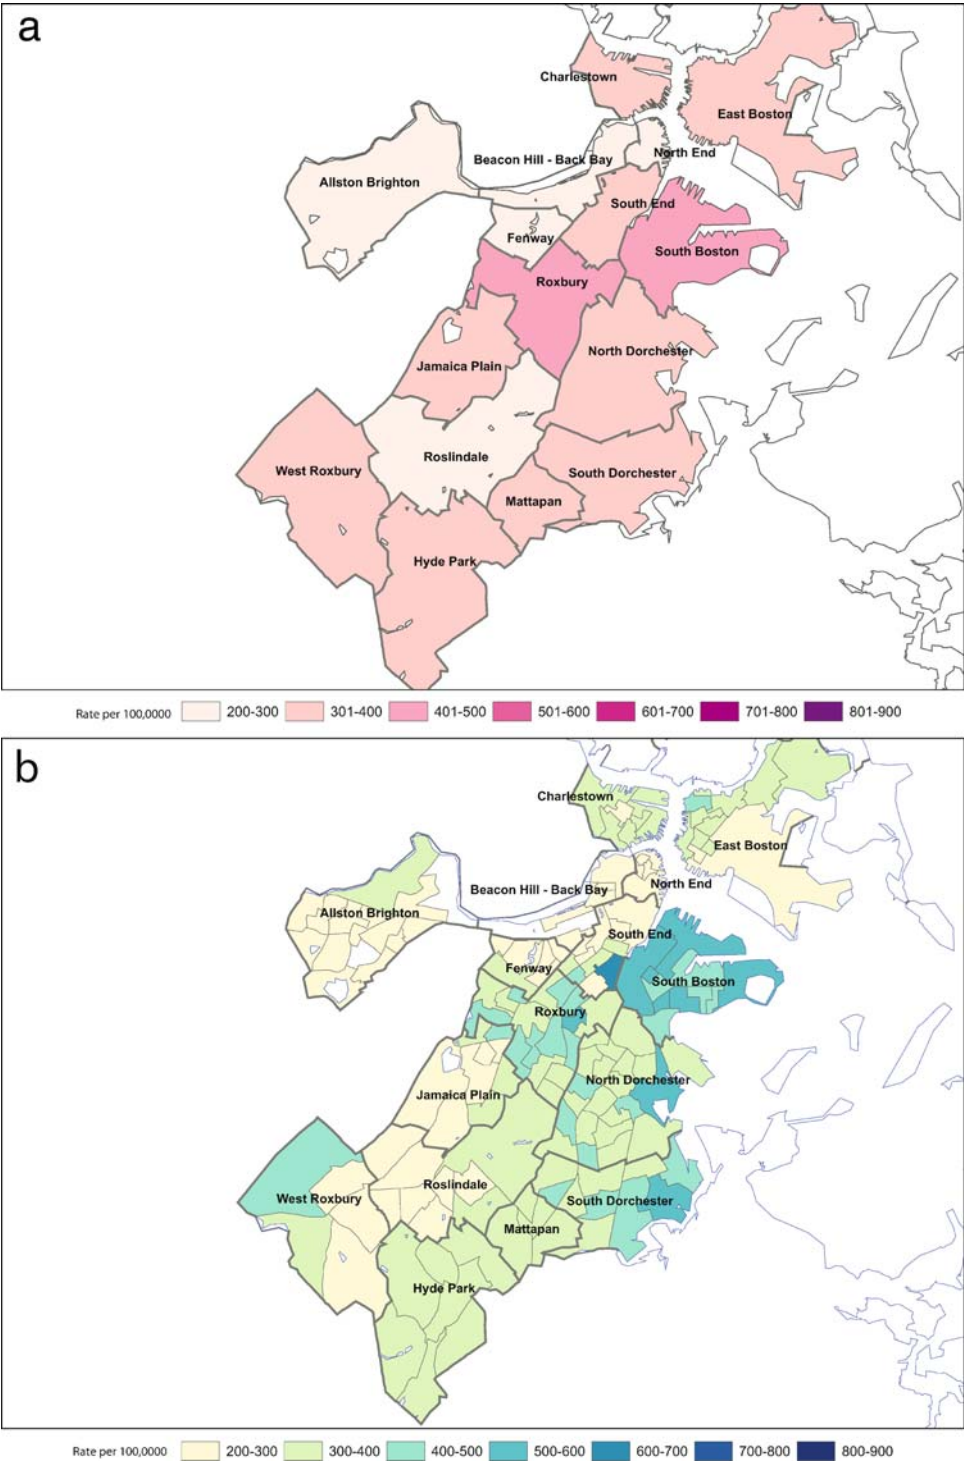 a
Charlestown
East Boston
Beacon Hill - Back Bay
North End
Allston Brighton
South End
Fenway
South Boston
Roxbury
North Dorchester
Jamaica Plain
Roslindale
West Roxbury
South Dorchester
Mattapan
Hyde Park
Rate per 100,0000 200-300 301-400 401-500 501-600 601-700 701-800 801-900
b
Charlestown
East Boston
Beacon Hill - Back Bay
North End
Allston Brighton
South End
Fenway
South Boston
Roxbury
North Dorchester
Jamaica Plain
Roslindale
West Roxbury
South Dorchester
Mattapan
Hyde Park
Rate per 100,0000 200-300 300-400 400-500 500-600 600-700 700-800 800-900